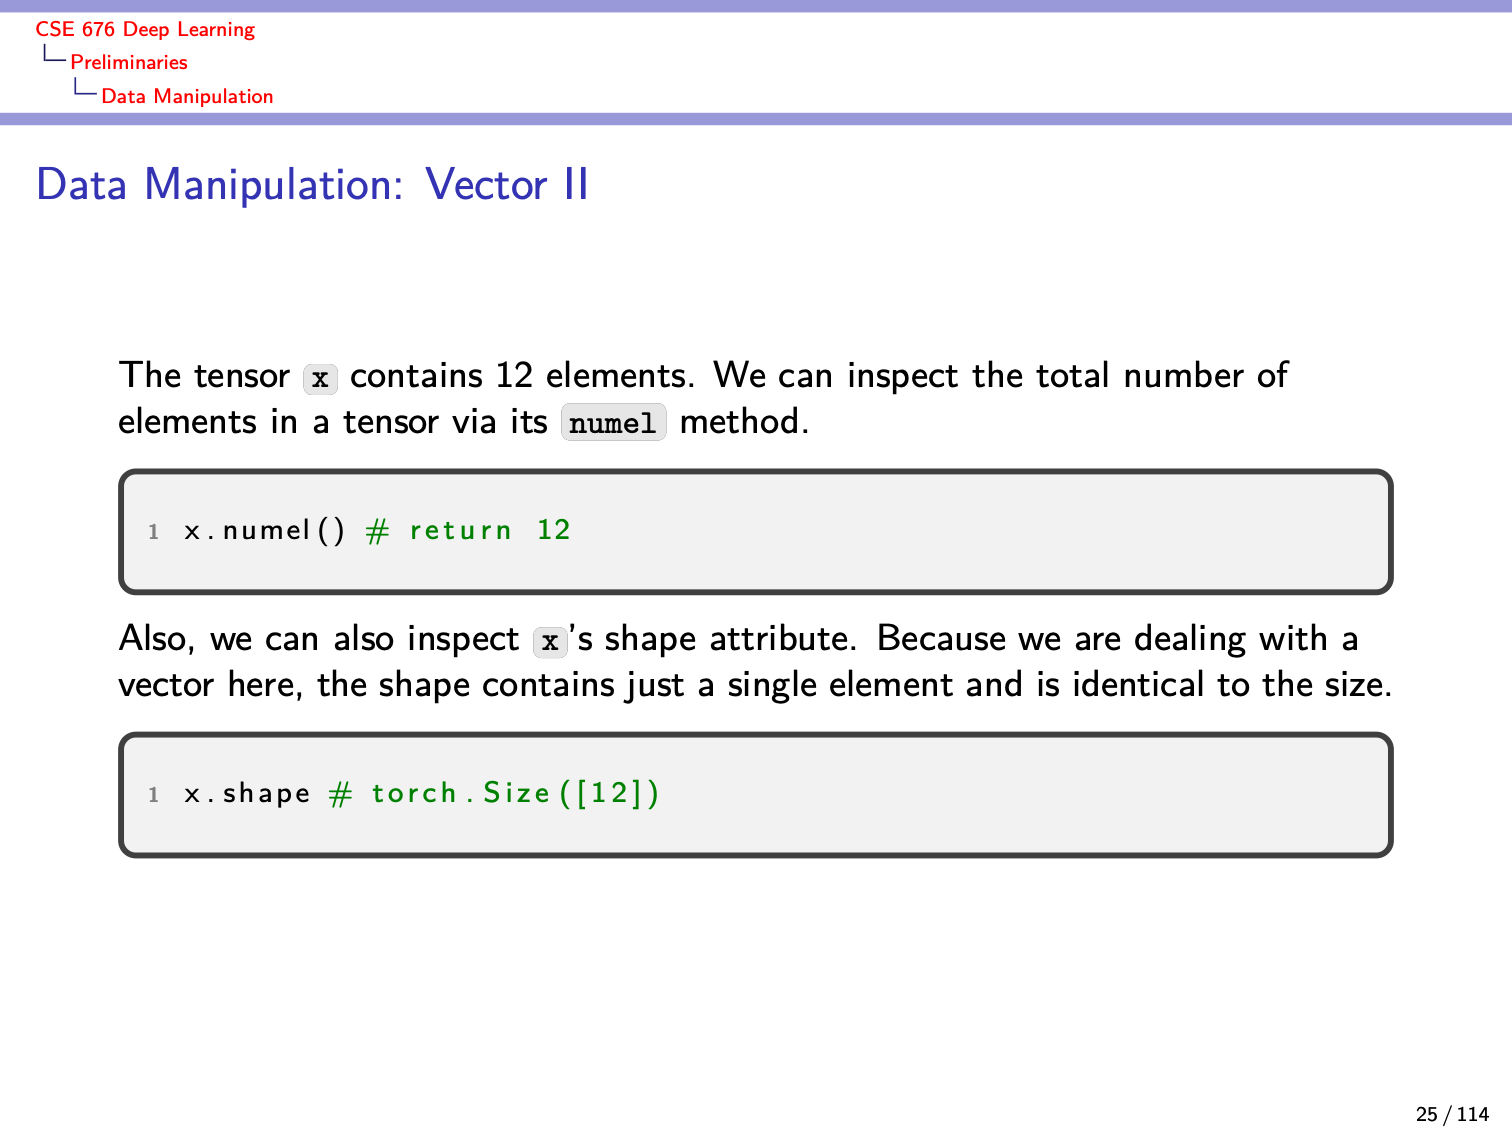 CSE 676 Deep Learning
Preliminaries
Data Manipulation
Data Manipulation: Vector II
The tensor x contains 12 elements. We can inspect the total number of
elements in a tensor via its numel method.
1 x.numel() # return 12
Also, we can also inspect x's shape attribute. Because we are dealing with a
vector here, the shape contains just a single element and is identical to the size.
1 x.shape # torch.Size([12])
25 / 114